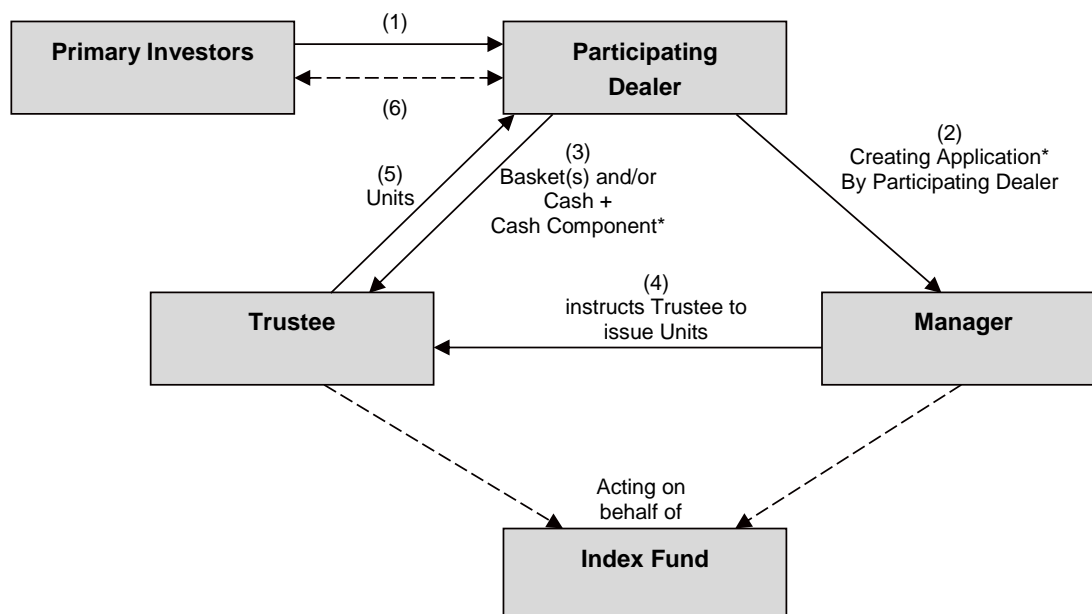 (1)
Primary Investors
Participating
Dealer
(6)
(2)
Creating Application*
By Participating Dealer
(3)
Basket(s) and/or
Cash +
Cash Component*
(5)
Units
(4)
instructs Trustee to
issue Units
Trustee
Manager
Acting on
behalf of
Index Fund